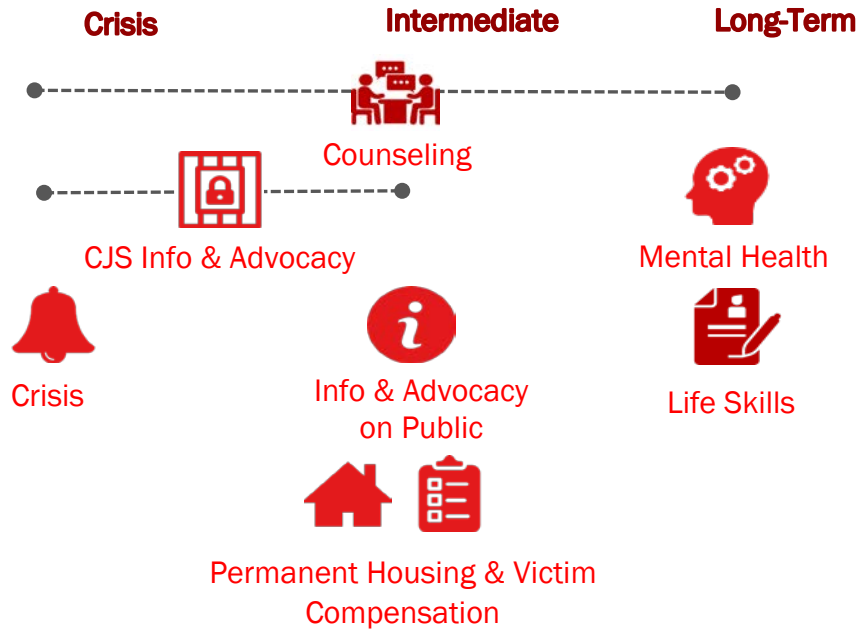 Crisis
Intermediate
Long-Term
Counseling
CJS Info & Advocacy
Mental Health
Crisis
Info & Advocacy
on Public
Life Skills
Permanent Housing & Victim
Compensation